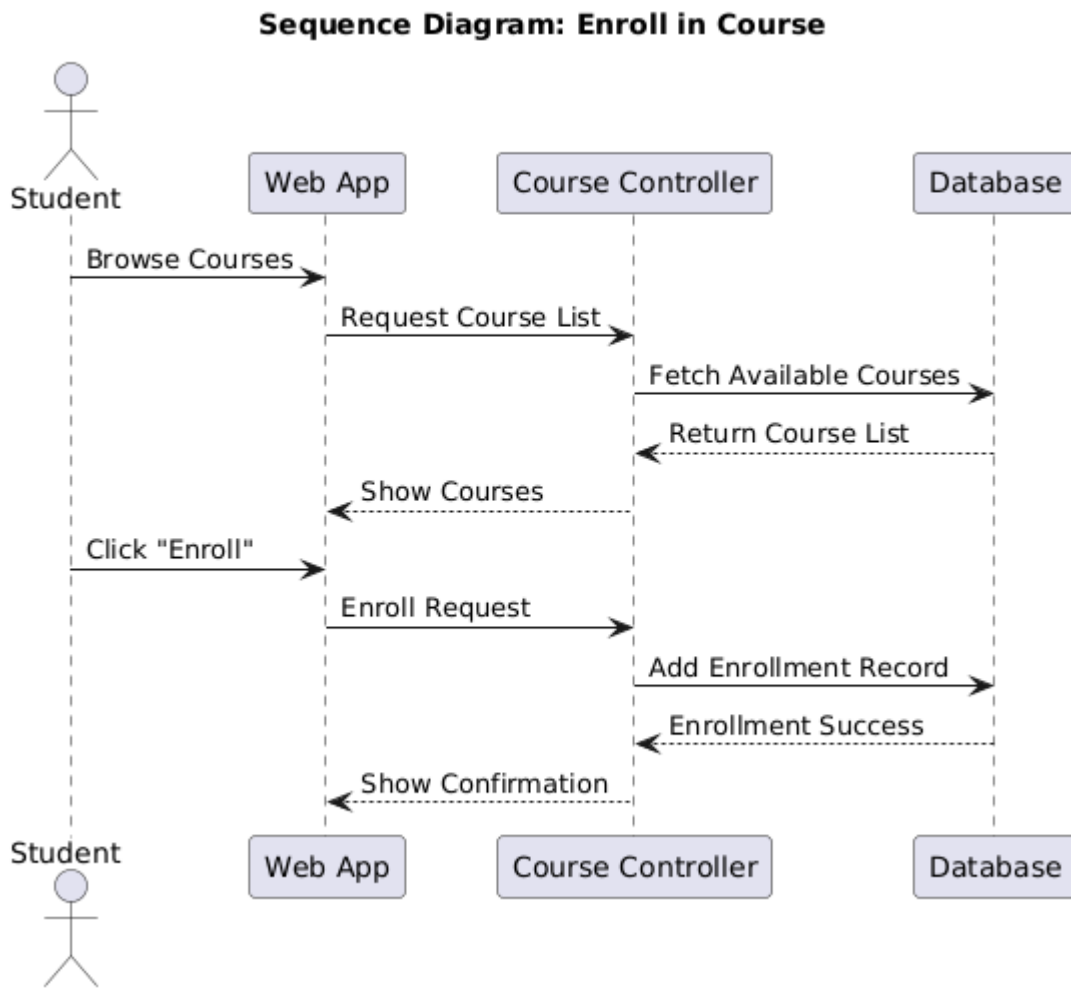 Sequence Diagram: Enroll in Course
Student
Web App
Course Controller
Database
Browse Courses
Request Course List
Fetch Available Courses
Return Course List
Show Courses
Click "Enroll"
Enroll Request
Add Enrollment Record
Enrollment Success
Show Confirmation
Student
Web App
Course Controller
Database